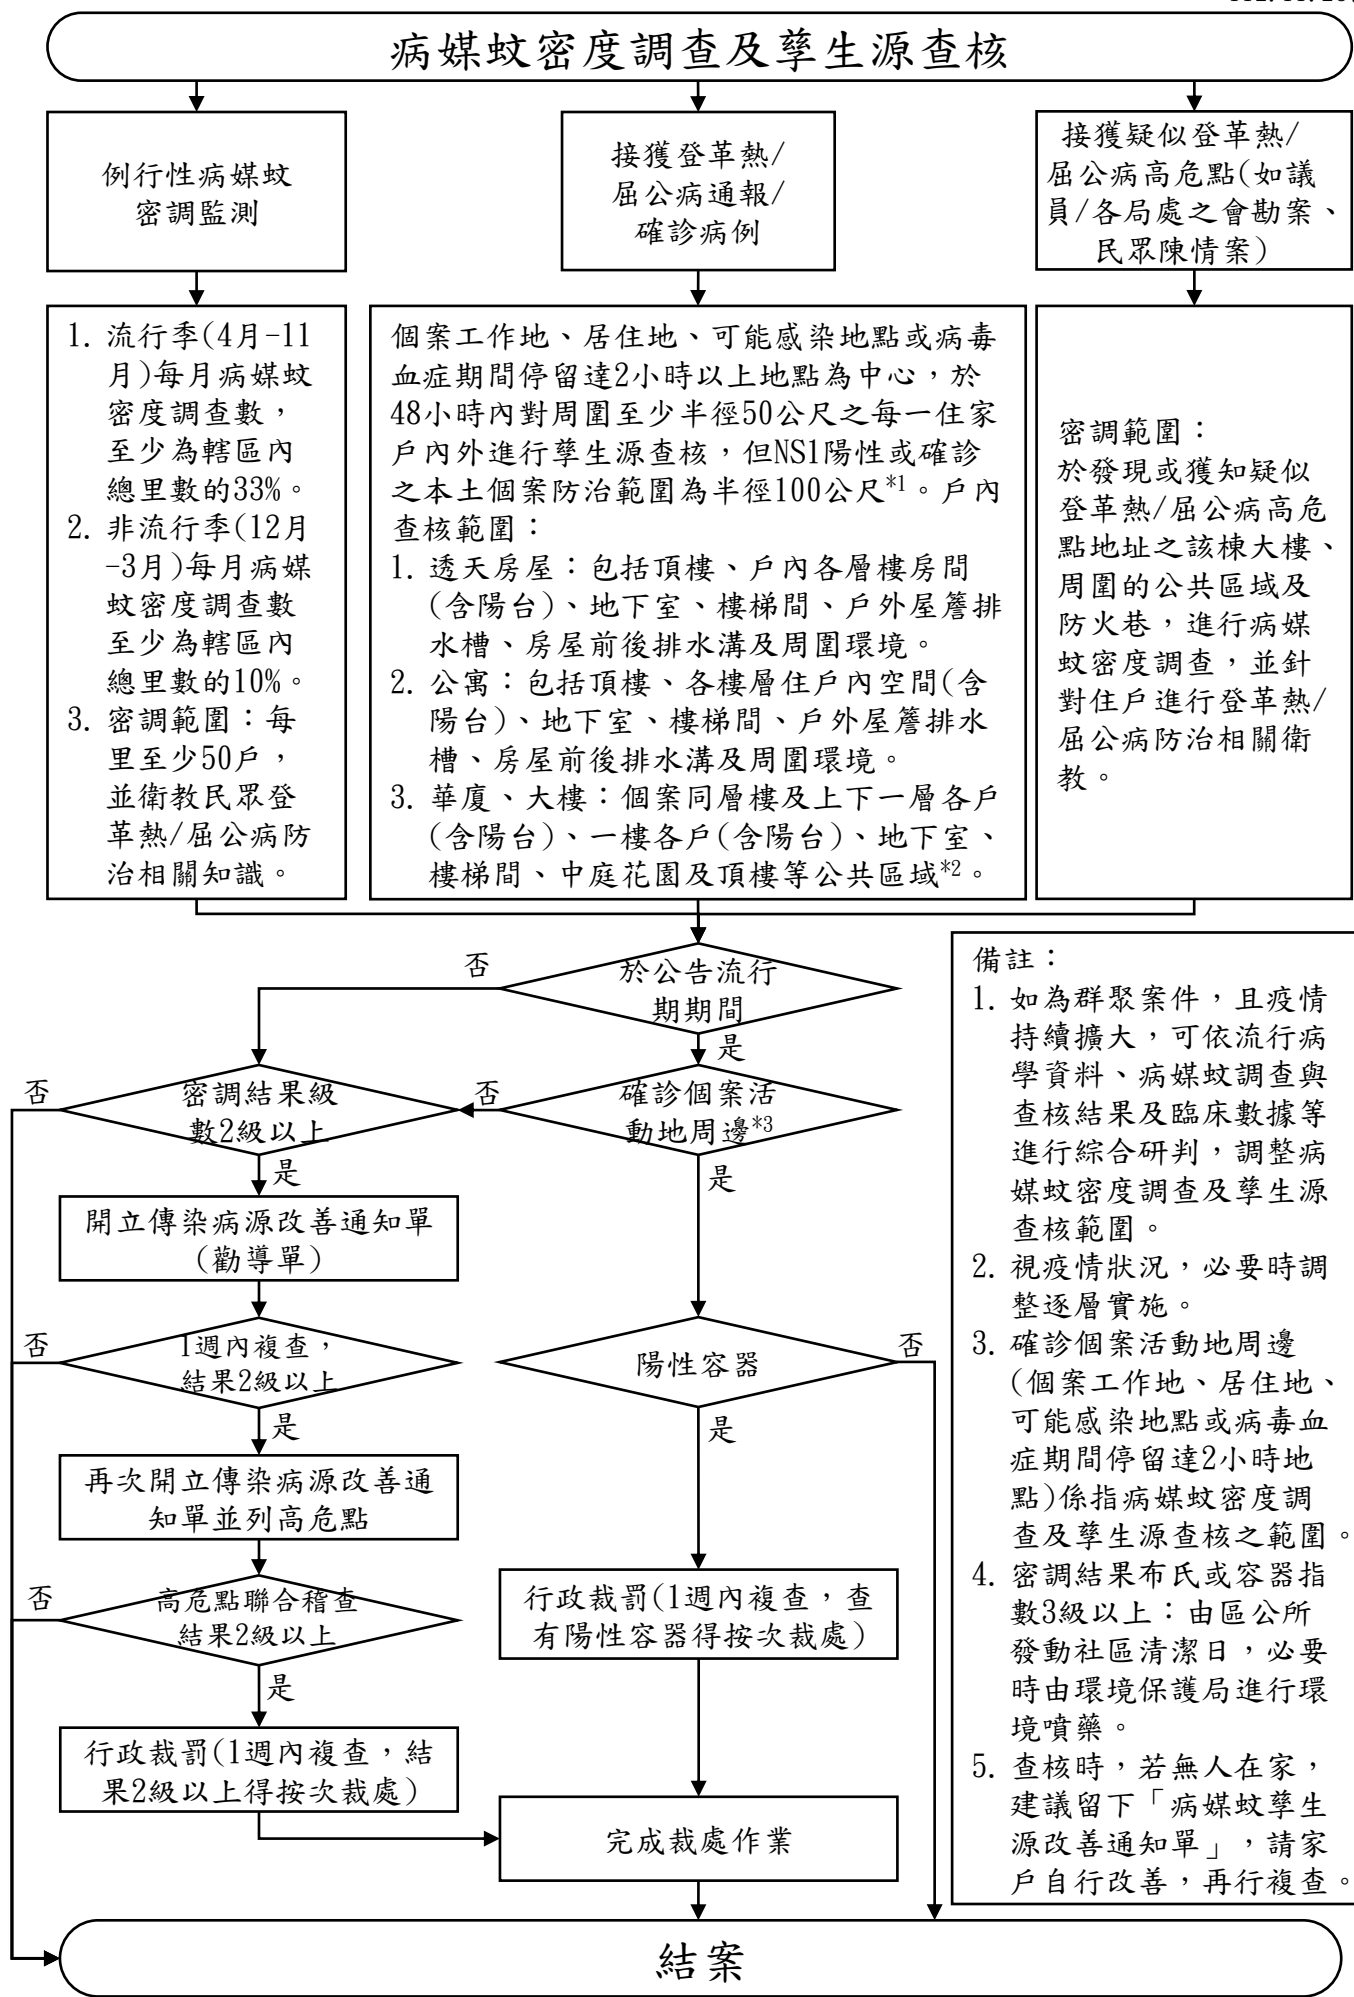 病媒蚊密度調查及孳生源查核
例行性病媒蚊
密調監測
接獲登革熱/
屈公病通報/
確診病例
接獲疑似登革熱/
屈公病高危點(如議
員/各局處之會勘案、
民眾陳情案)
1. 流行季(4月-11
月)每月病媒蚊
密度調查數，
至少為轄區內
總里數的33%。
2. 非流行季(12月
-3月)每月病媒
蚊密度調查數
至少為轄區內
總里數的10%。
3. 密調範圍：每
里至少50戶，
並衛教民眾登
革熱/屈公病防
治相關知識。
個案工作地、居住地、可能感染地點或病毒
血症期間停留達2小時以上地點為中心，於
48小時內對周圍至少半徑50公尺之每一住家
戶內外進行孳生源查核，但NS1陽性或確診
之本土個案防治範圍為半徑100公尺*1。戶內
查核範圍：
1. 透天房屋：包括頂樓、戶內各層樓房間
(含陽台)、地下室、樓梯間、戶外屋簷排
水槽、房屋前後排水溝及周圍環境。
2. 公寓：包括頂樓、各樓層住戶內空間(含
陽台)、地下室、樓梯間、戶外屋簷排水
槽、房屋前後排水溝及周圍環境。
3. 華廈、大樓：個案同層樓及上下一層各戶
(含陽台)、一樓各戶(含陽台)、地下室、
樓梯間、中庭花園及頂樓等公共區域*2。
密調範圍：
於發現或獲知疑似
登革熱/屈公病高危
點地址之該棟大樓、
周圍的公共區域及
防火巷，進行病媒
蚊密度調查，並針
對住戶進行登革熱/
屈公病防治相關衛
教。
於公告流行
期期間
否
是
確診個案活
動地周邊*3
否
是
密調結果級
數2級以上
否
是
開立傳染病源改善通知單
(勸導單)
1週內複查，
結果2級以上
否
是
再次開立傳染病源改善通
知單並列高危點
高危點聯合稽查
結果2級以上
否
是
行政裁罰(1週內複查，結
果2級以上得按次裁處)
陽性容器
否
是
行政裁罰(1週內複查，查
有陽性容器得按次裁處)
完成裁處作業
備註：
1. 如為群聚案件，且疫情
持續擴大，可依流行病
學資料、病媒蚊調查與
查核結果及臨床數據等
進行綜合研判，調整病
媒蚊密度調查及孳生源
查核範圍。
2. 視疫情狀況，必要時調
整逐層實施。
3. 確診個案活動地周邊
(個案工作地、居住地、
可能感染地點或病毒血
症期間停留達2小時地
點)係指病媒蚊密度調
查及孳生源查核之範圍。
4. 密調結果布氏或容器指
數3級以上：由區公所
發動社區清潔日，必要
時由環境保護局進行環
境噴藥。
5. 查核時，若無人在家，
建議留下「病媒蚊孳生
源改善通知單」，請家
戶自行改善，再行複查。
結案